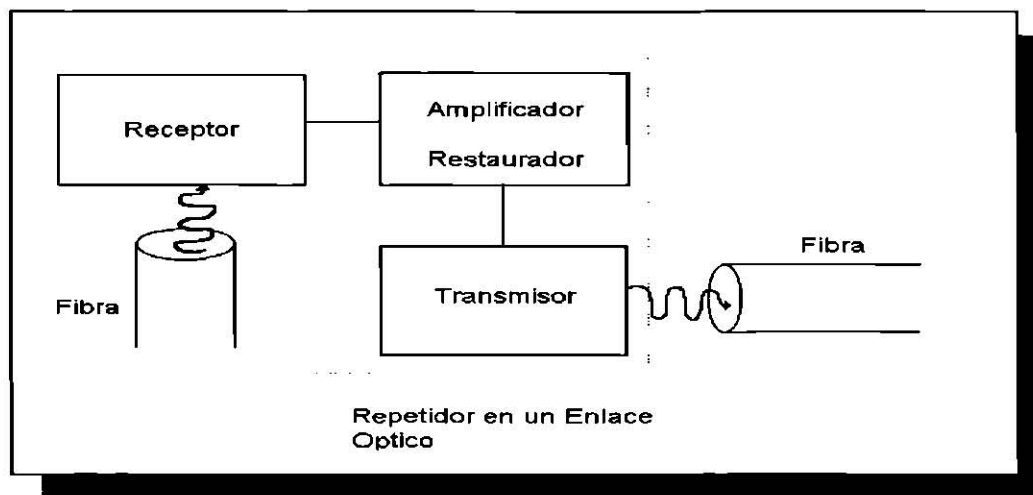 Receptor
Amplificador
Restaurador
Fibra
Transmisor
Fibra
Repetidor en un Enlace
Optico